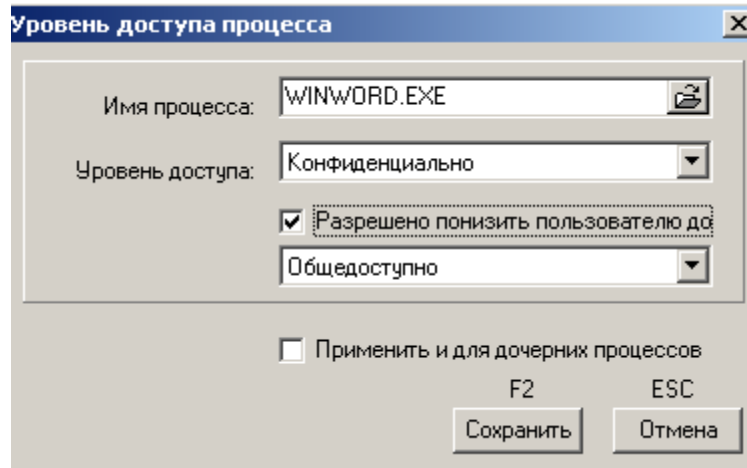 Уровень доступа процесса
Имя процесса: WINWORD.EXE
Уровень доступа: Конфиденциально
Разрешено понизить пользователю до
Общедоступно
Применить и для дочерних процессов
F2 ESC
Сохранить Отмена